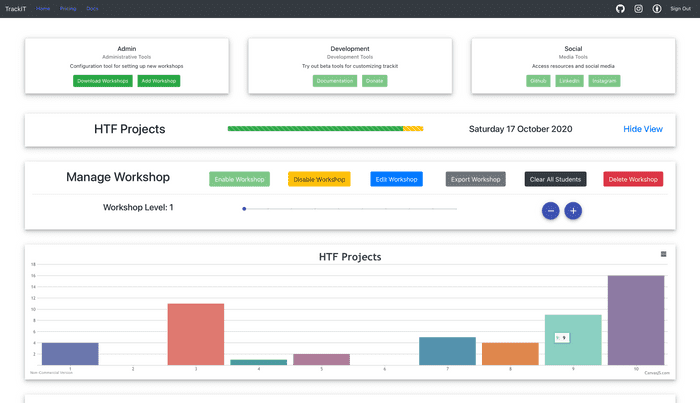 TrackIT Home Pricing Docs Sign Out
Admin
Administrative Tools
Configuration tool for setting up new workshops
Download Workshops Add Workshop
Development
Development Tools
Try out beta tools for customizing trackit
Documentation Donate
Social
Media Tools
Access resources and social media
Github LinkedIn Instagram
HTF Projects Saturday 17 October 2020 Hide View
Manage Workshop Enable Workshop Disable Workshop Edit Workshop Export Workshop Clear All Students Delete Workshop
Workshop Level: 1
HTF Projects
18
16
14
12
10
8
6
4
2
9: 9
1 2 3 4 5 6 7 8 9 10
Non-Commercial Version CanvasJS.com